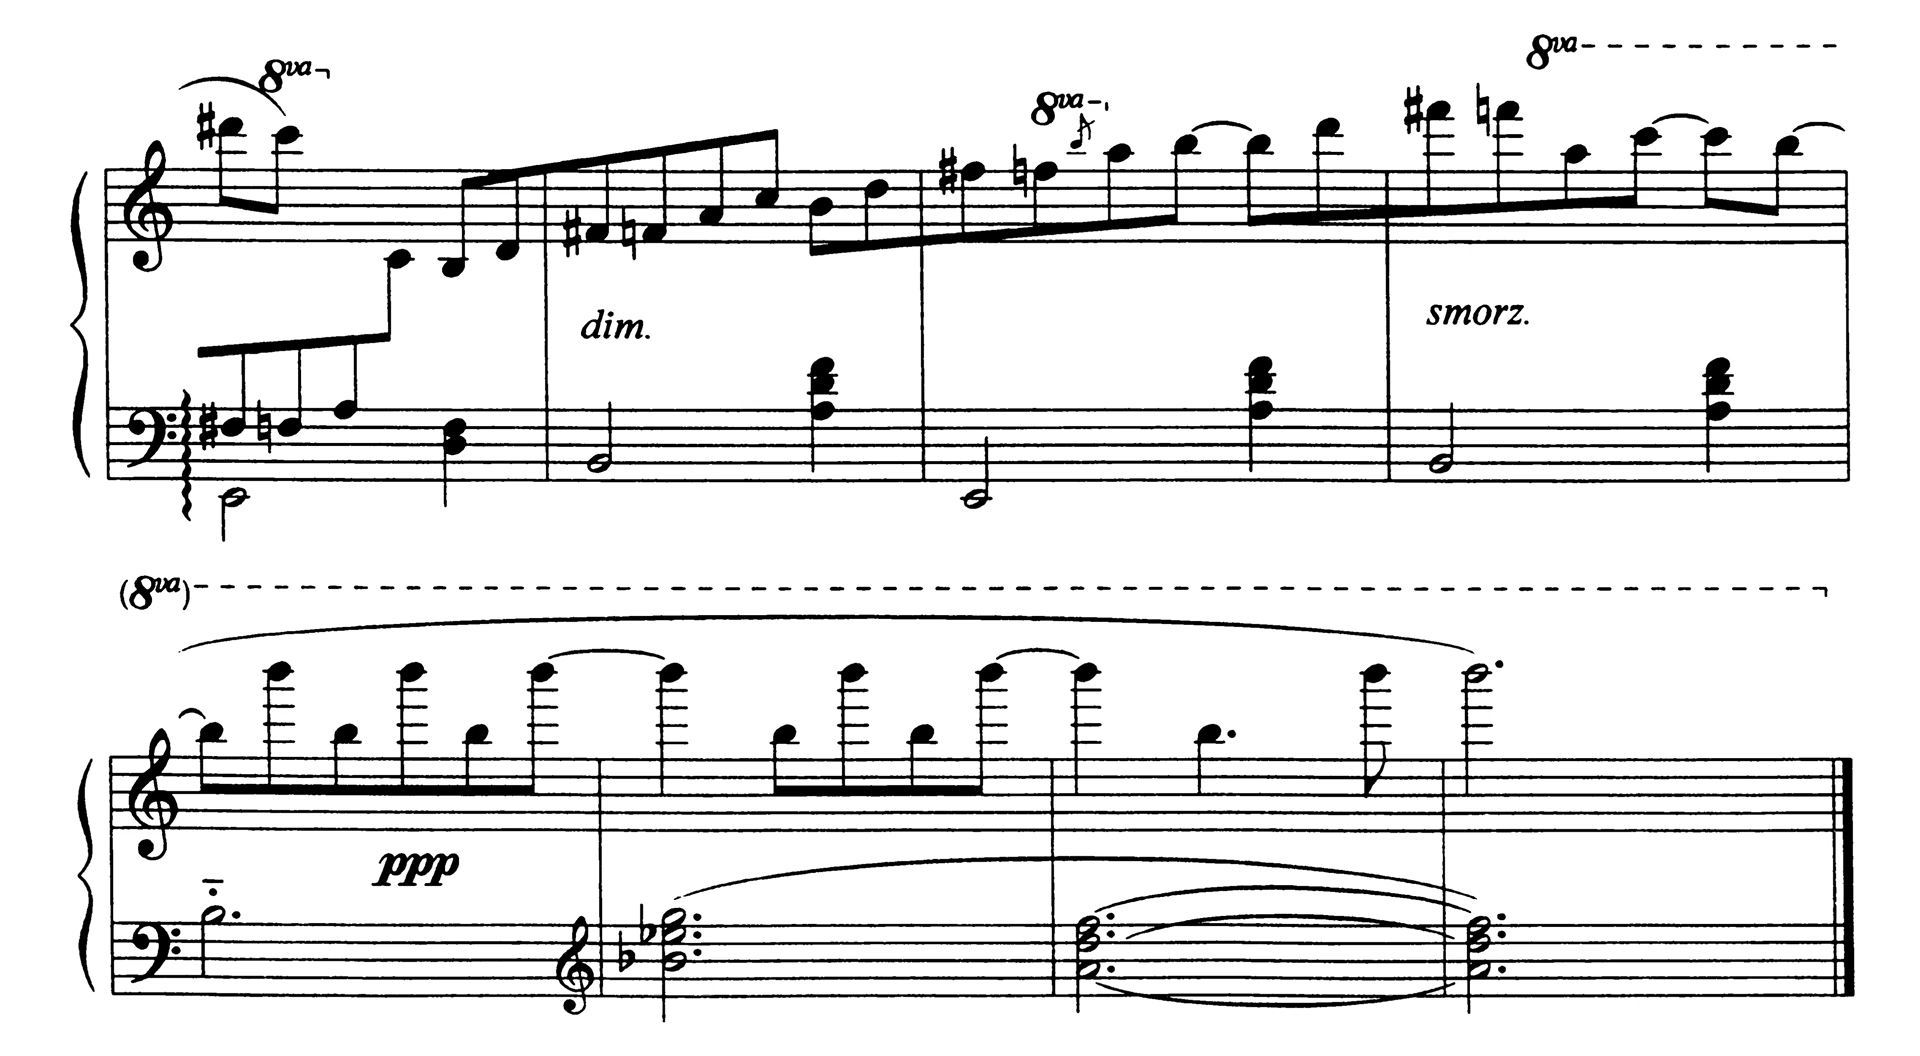 8va
8va
8va
dim.
smorz.
(8va)
ppp